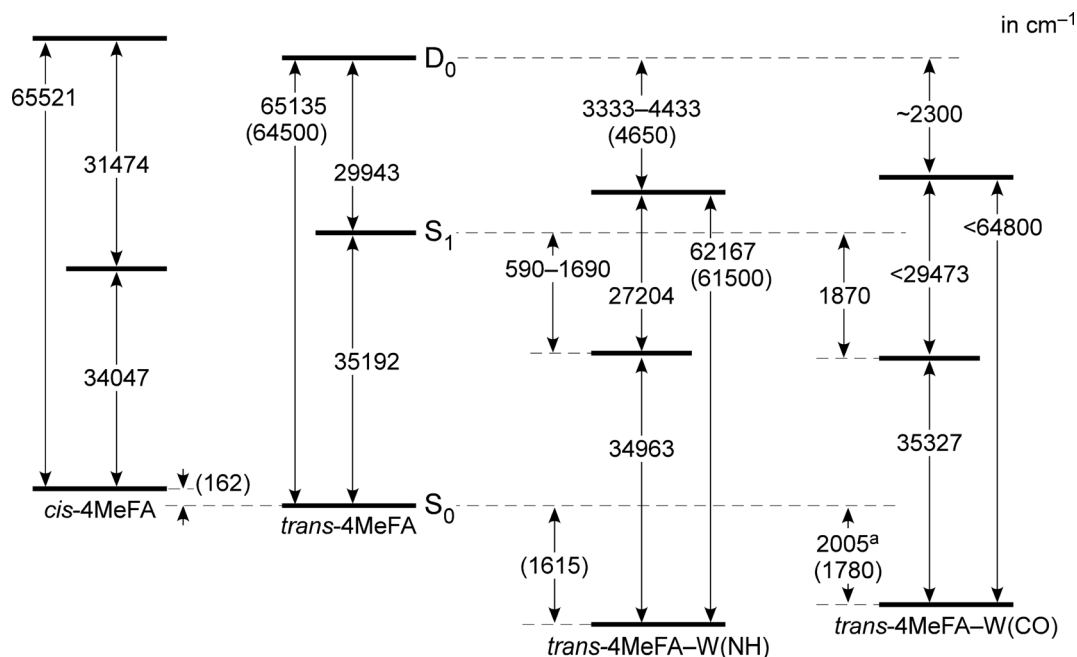 in cm⁻¹
D₀
65521
65135
(64500)
3333–4433
(4650)
~2300
31474
29943
S₁
<64800
62167
(61500)
590–1690
<29473
1870
27204
35192
34047
34963
35327
(162)
cis-4MeFA
trans-4MeFA
S₀
2005ᵃ
(1780)
(1615)
trans-4MeFA–W(NH)
trans-4MeFA–W(CO)